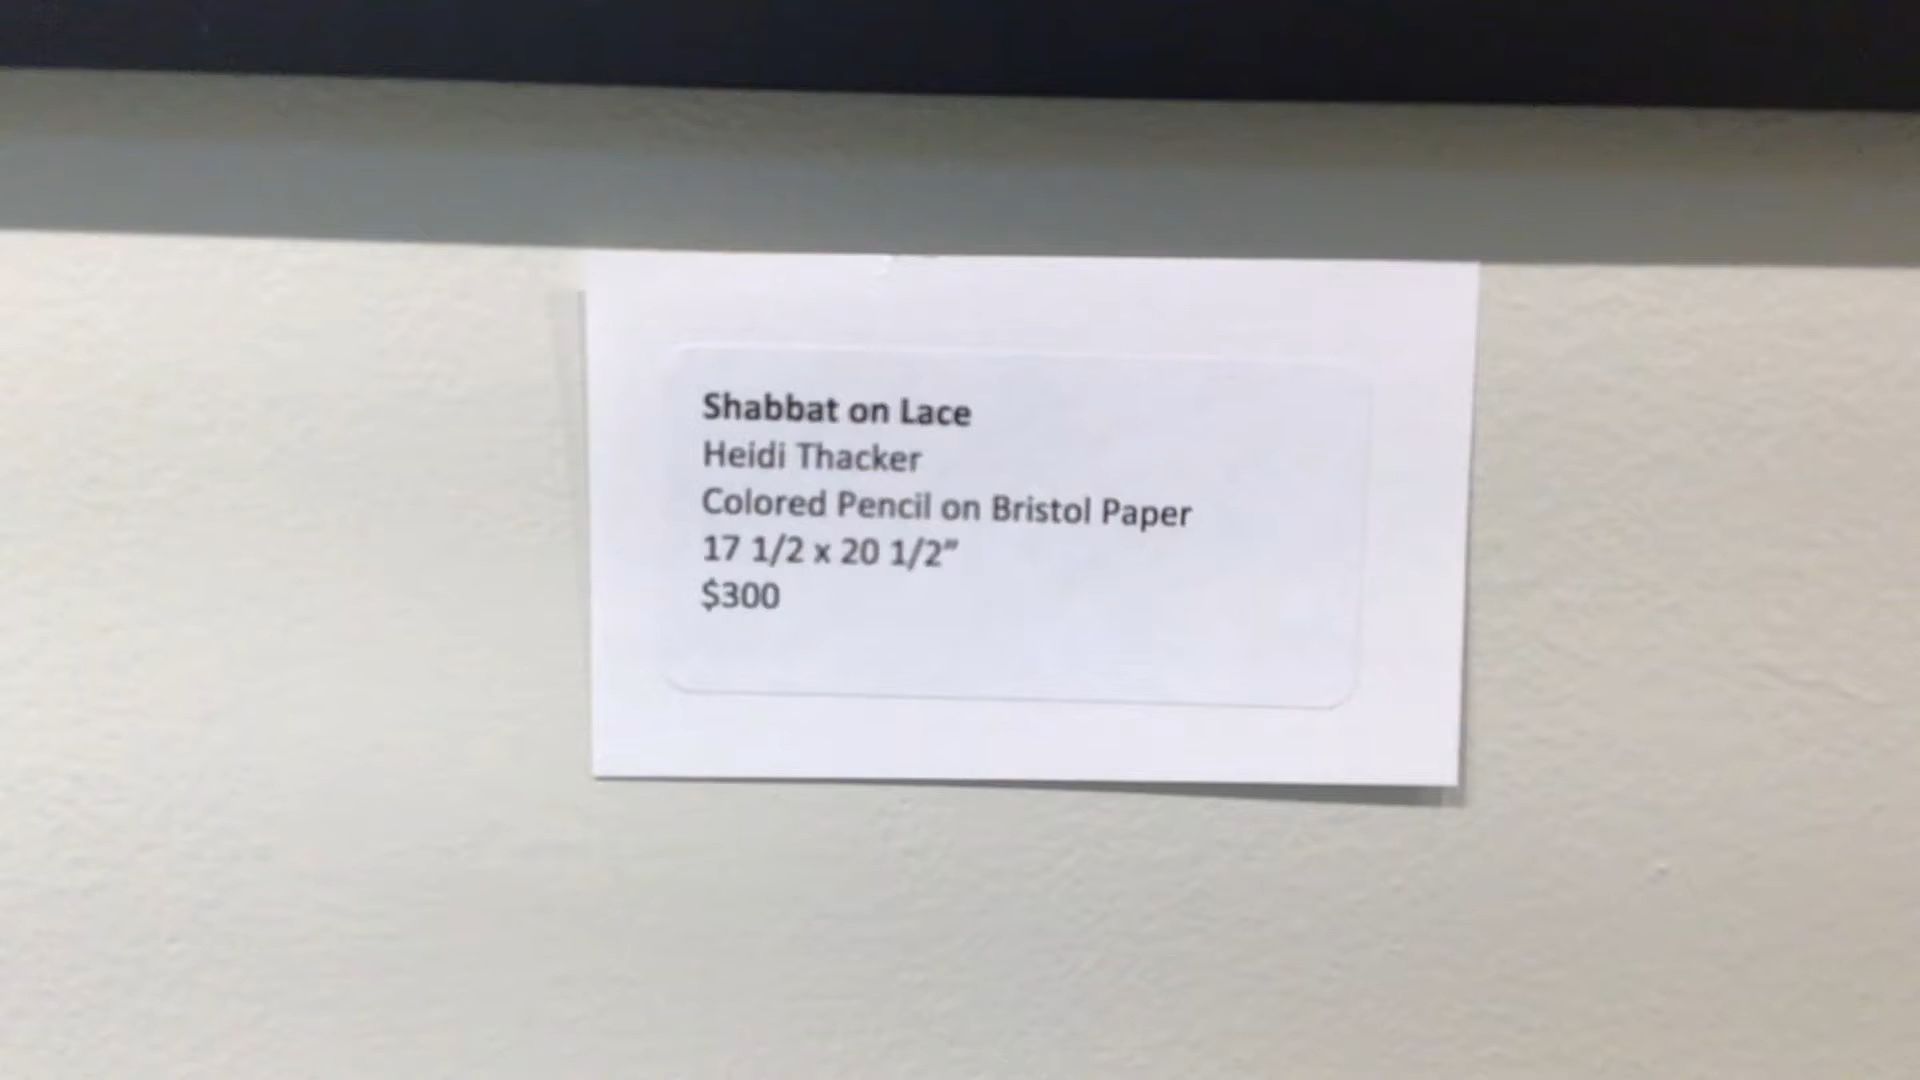 Shabbat on Lace
Heidi Thacker
Colored Pencil on Bristol Paper
17 1/2 x 20 1/2”
$300